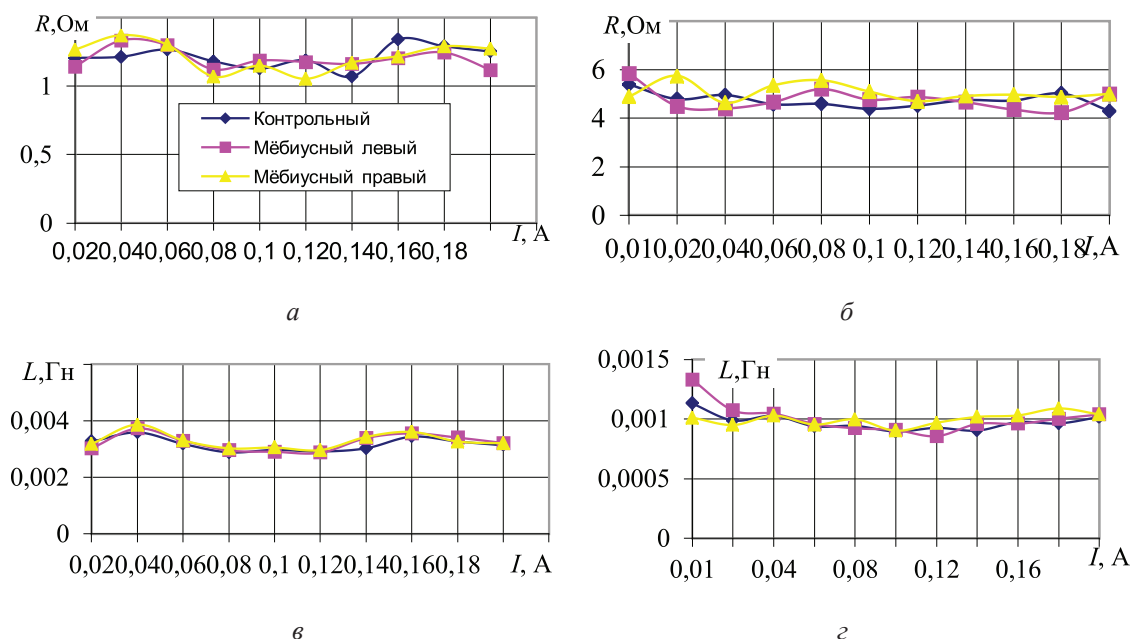 R,Ом
1
0,5
0
Контрольный
Мёбиусный левый
Мёбиусный правый
I, А
0,020,040,060,08 0,1 0,120,140,160,18
а
R,Ом
6
4
2
0
0,010,020,040,060,08 0,1 0,120,140,160,18I,А
б
L,Гн
0,004
0,002
0
0,020,040,060,08 0,1 0,120,140,160,18 I, А
в
0,0015
L,Гн
0,001
0,0005
0
0,01 0,04 0,08 0,12 0,16 I, А
г